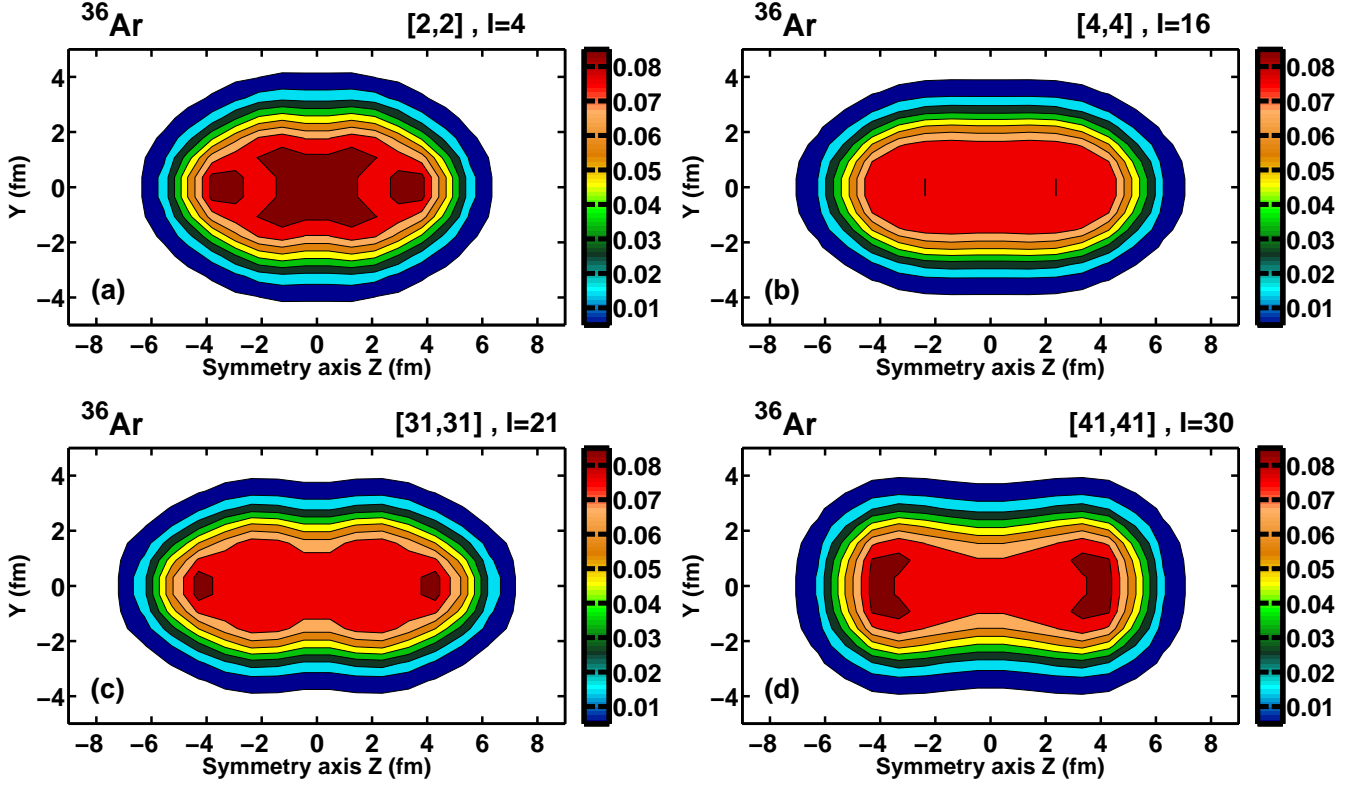 ³⁶Ar [2,2] , I=4
4
2
0
−2
−4
Y (fm)
(a)
−8 −6 −4 −2 0 2 4 6 8
Symmetry axis Z (fm)
0.08
0.07
0.06
0.05
0.04
0.03
0.02
0.01
³⁶Ar [4,4] , I=16
4
2
0
−2
−4
Y (fm)
(b)
−8 −6 −4 −2 0 2 4 6 8
Symmetry axis Z (fm)
0.08
0.07
0.06
0.05
0.04
0.03
0.02
0.01
³⁶Ar [31,31] , I=21
4
2
0
−2
−4
Y (fm)
(c)
−8 −6 −4 −2 0 2 4 6 8
Symmetry axis Z (fm)
0.08
0.07
0.06
0.05
0.04
0.03
0.02
0.01
³⁶Ar [41,41] , I=30
4
2
0
−2
−4
Y (fm)
(d)
−8 −6 −4 −2 0 2 4 6 8
Symmetry axis Z (fm)
0.08
0.07
0.06
0.05
0.04
0.03
0.02
0.01